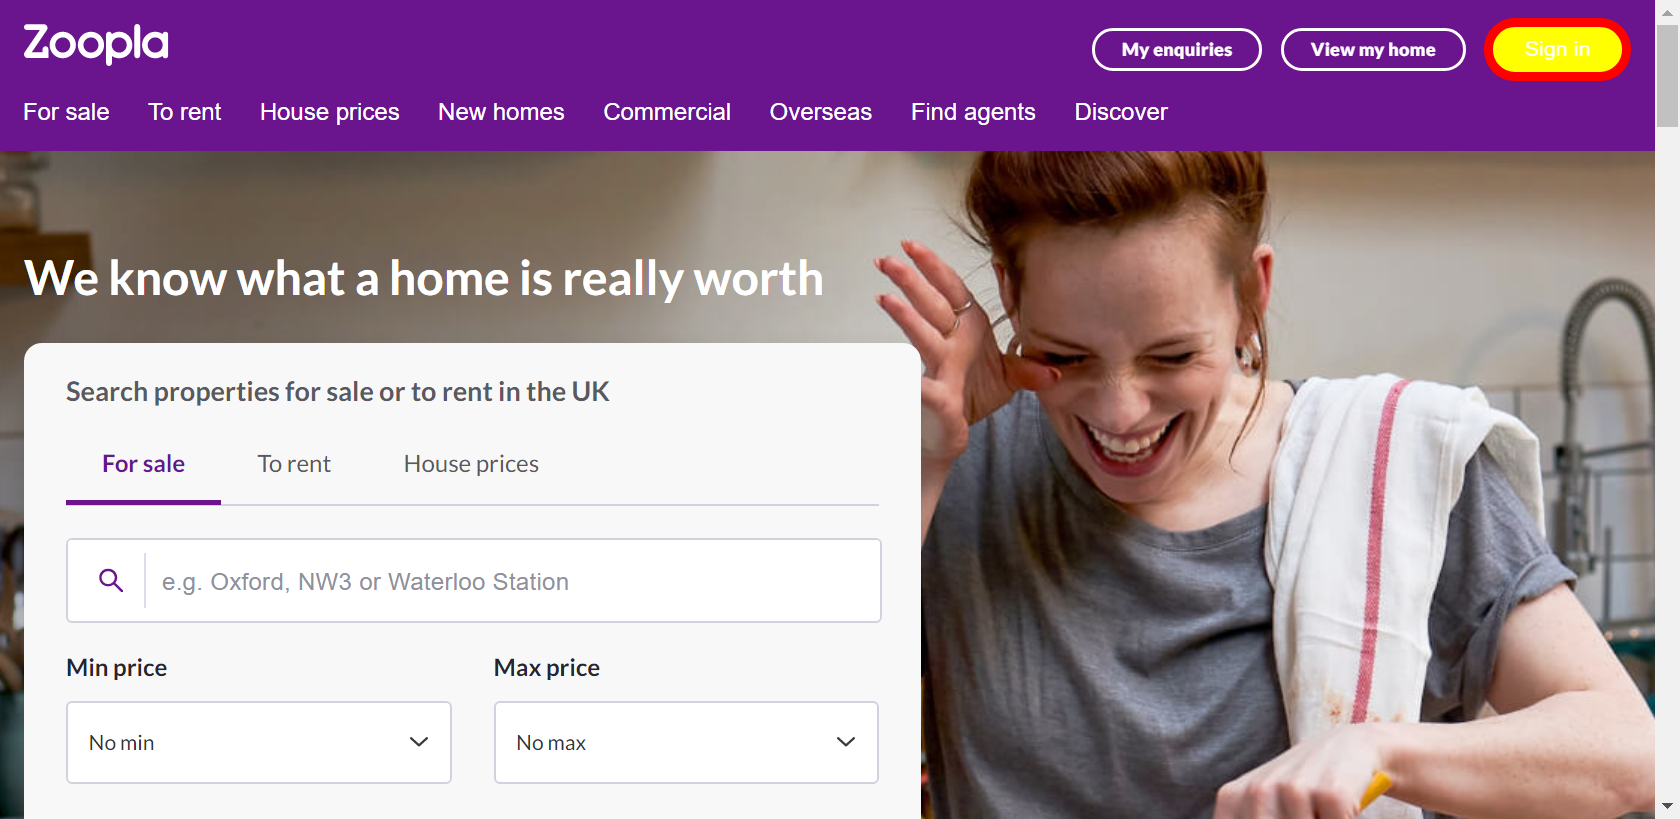 Zoopla
My enquiries
View my home
Sign in
For sale
To rent
House prices
New homes
Commercial
Overseas
Find agents
Discover
We know what a home is really worth
Search properties for sale or to rent in the UK
For sale
To rent
House prices
e.g. Oxford, NW3 or Waterloo Station
Min price
Max price
No min
No max